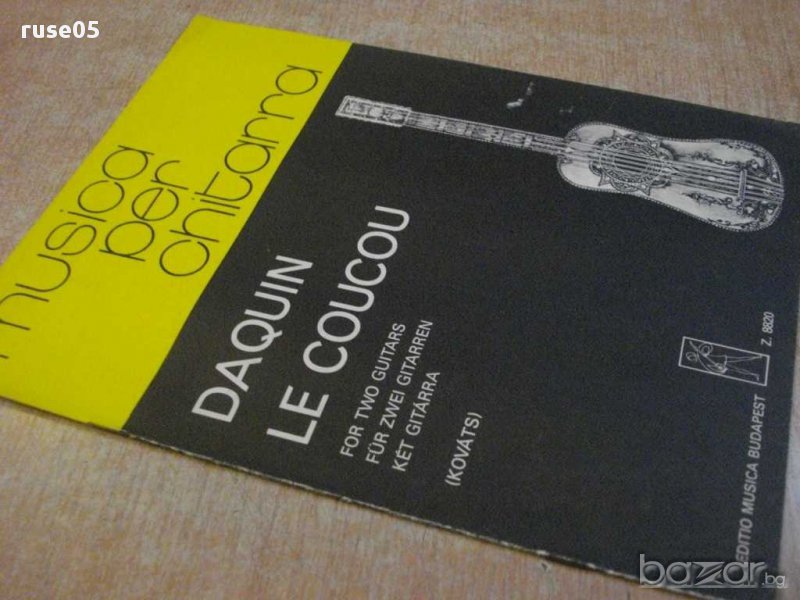 ruse05
musica
per
chitarra
DAQUIN
LE COUCOU
FOR TWO GUITARS
FÜR ZWEI GITARREN
KÉT GITÁRRA
(KOVÁTS)
Z. 8820
EDITIO MUSICA BUDAPEST
bazar.bg